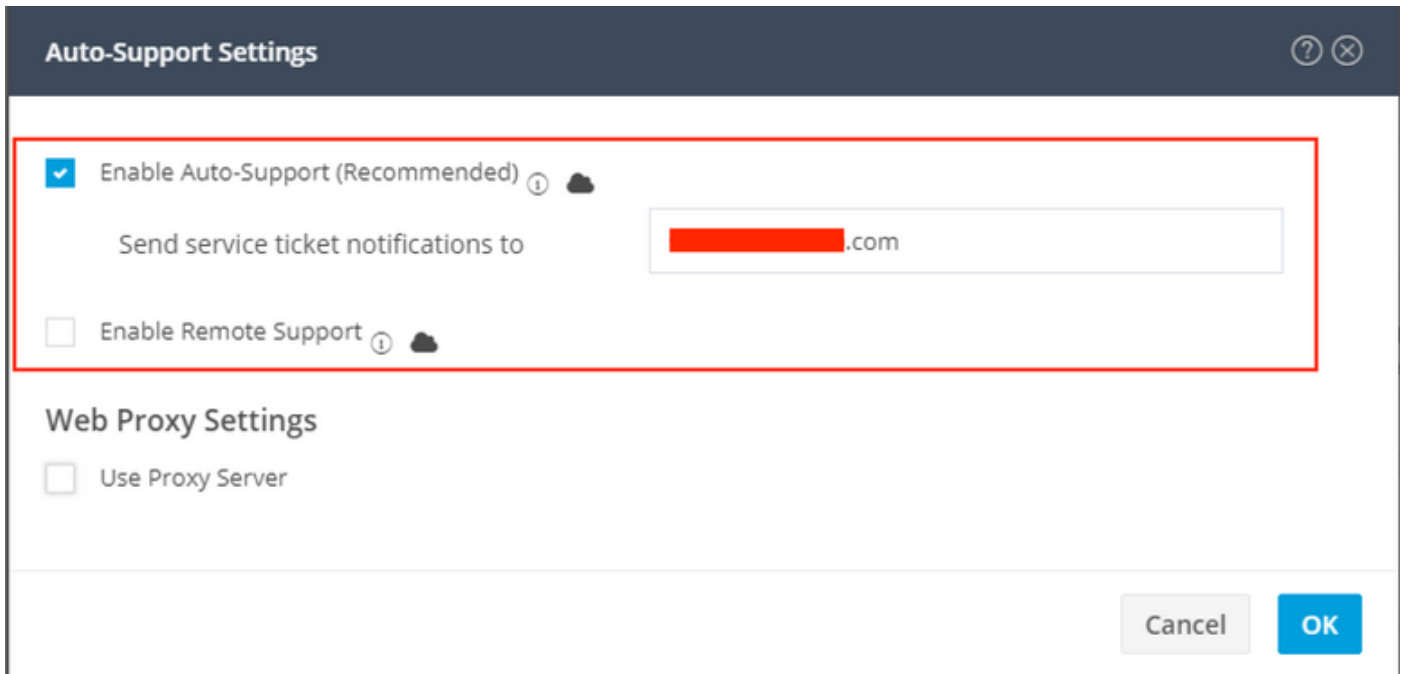 Auto-Support Settings
Enable Auto-Support (Recommended)
Send service ticket notifications to
.com
Enable Remote Support
Web Proxy Settings
Use Proxy Server
Cancel
OK